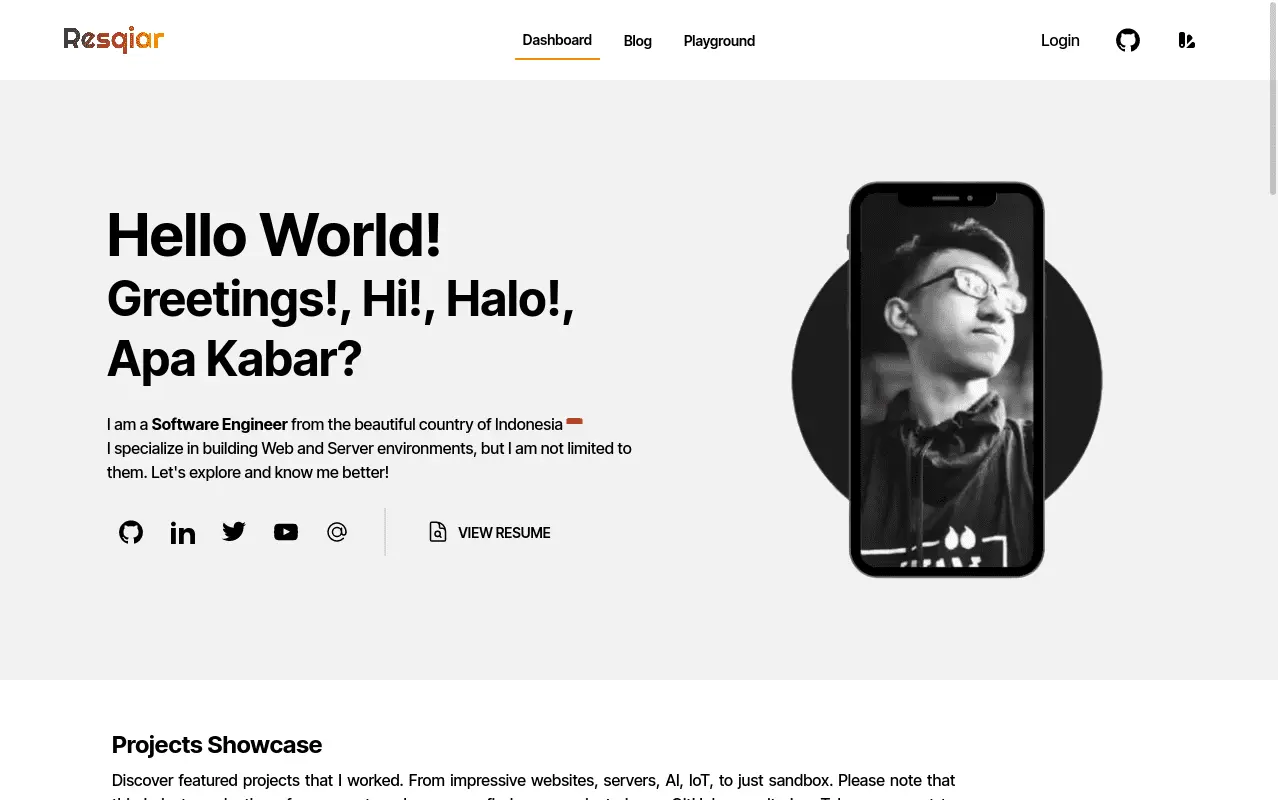 Resqiar
Dashboard
Blog
Playground
Login
Hello World!
Greetings!, Hi!, Halo!,
Apa Kabar?
I am a Software Engineer from the beautiful country of Indonesia
I specialize in building Web and Server environments, but I am not limited to
them. Let's explore and know me better!
VIEW RESUME
Projects Showcase
Discover featured projects that I worked. From impressive websites, servers, AI, IoT, to just sandbox. Please note that